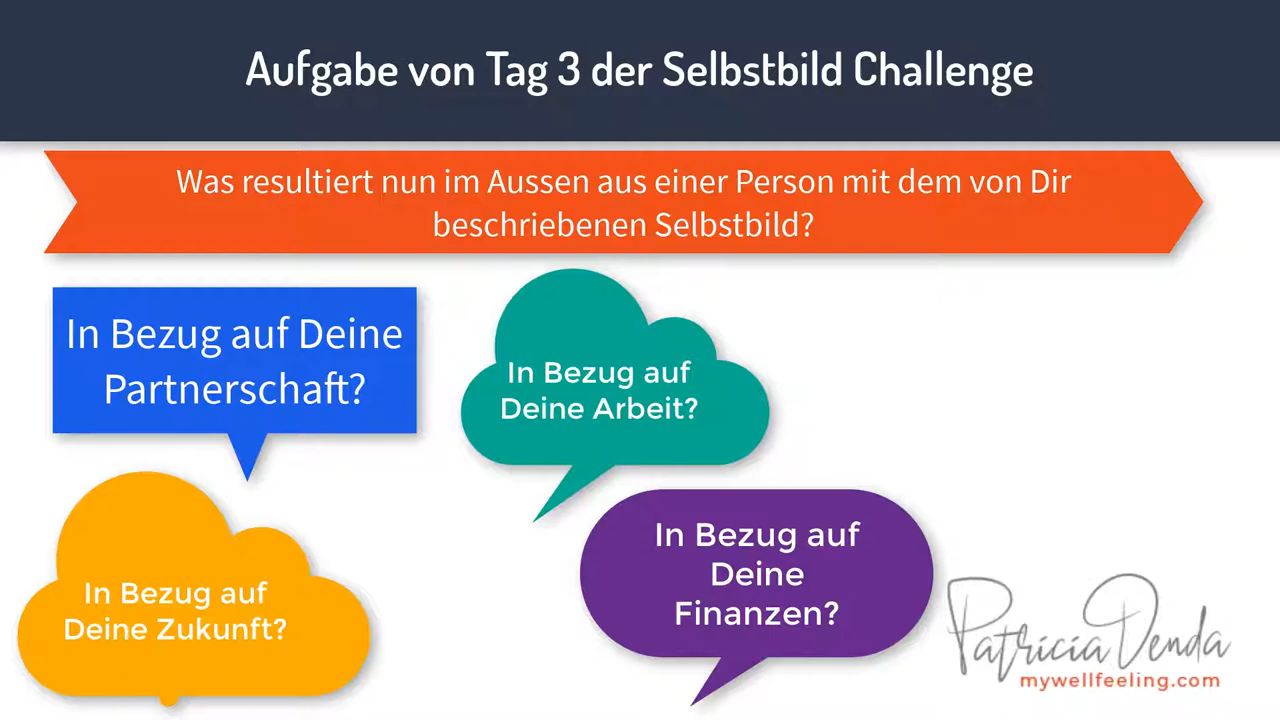 Aufgabe von Tag 3 der Selbstbild Challenge
Was resultiert nun im Aussen aus einer Person mit dem von Dir
beschriebenen Selbstbild?
In Bezug auf Deine
Partnerschaft?
In Bezug auf
Deine Arbeit?
In Bezug auf
Deine Zukunft?
In Bezug auf
Deine
Finanzen?
Patricia Denda
mywellfeeling.com